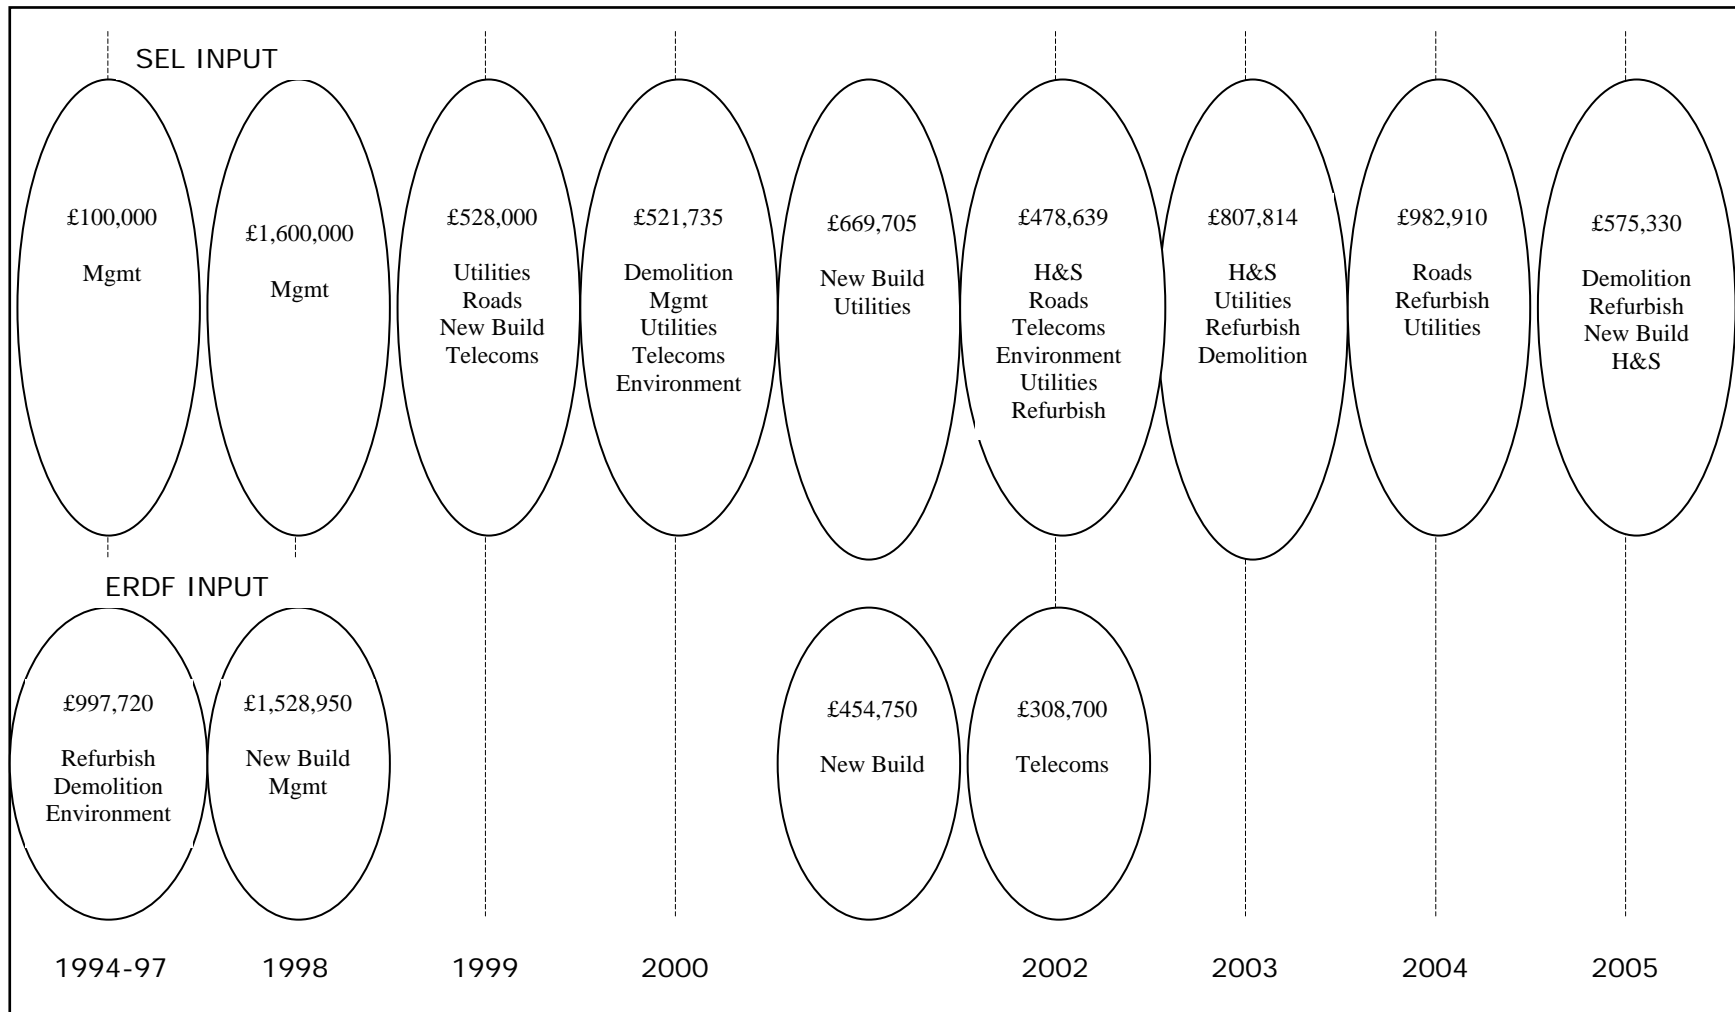 SEL INPUT
£100,000
Mgmt
£1,600,000
Mgmt
£528,000
Utilities
Roads
New Build
Telecoms
£521,735
Demolition
Mgmt
Utilities
Telecoms
Environment
£669,705
New Build
Utilities
£478,639
H&S
Roads
Telecoms
Environment
Utilities
Refurbish
£807,814
H&S
Utilities
Refurbish
Demolition
£982,910
Roads
Refurbish
Utilities
£575,330
Demolition
Refurbish
New Build
H&S
ERDF INPUT
£997,720
Refurbish
Demolition
Environment
£1,528,950
New Build
Mgmt
£454,750
New Build
£308,700
Telecoms
1994-97
1998
1999
2000
2002
2003
2004
2005